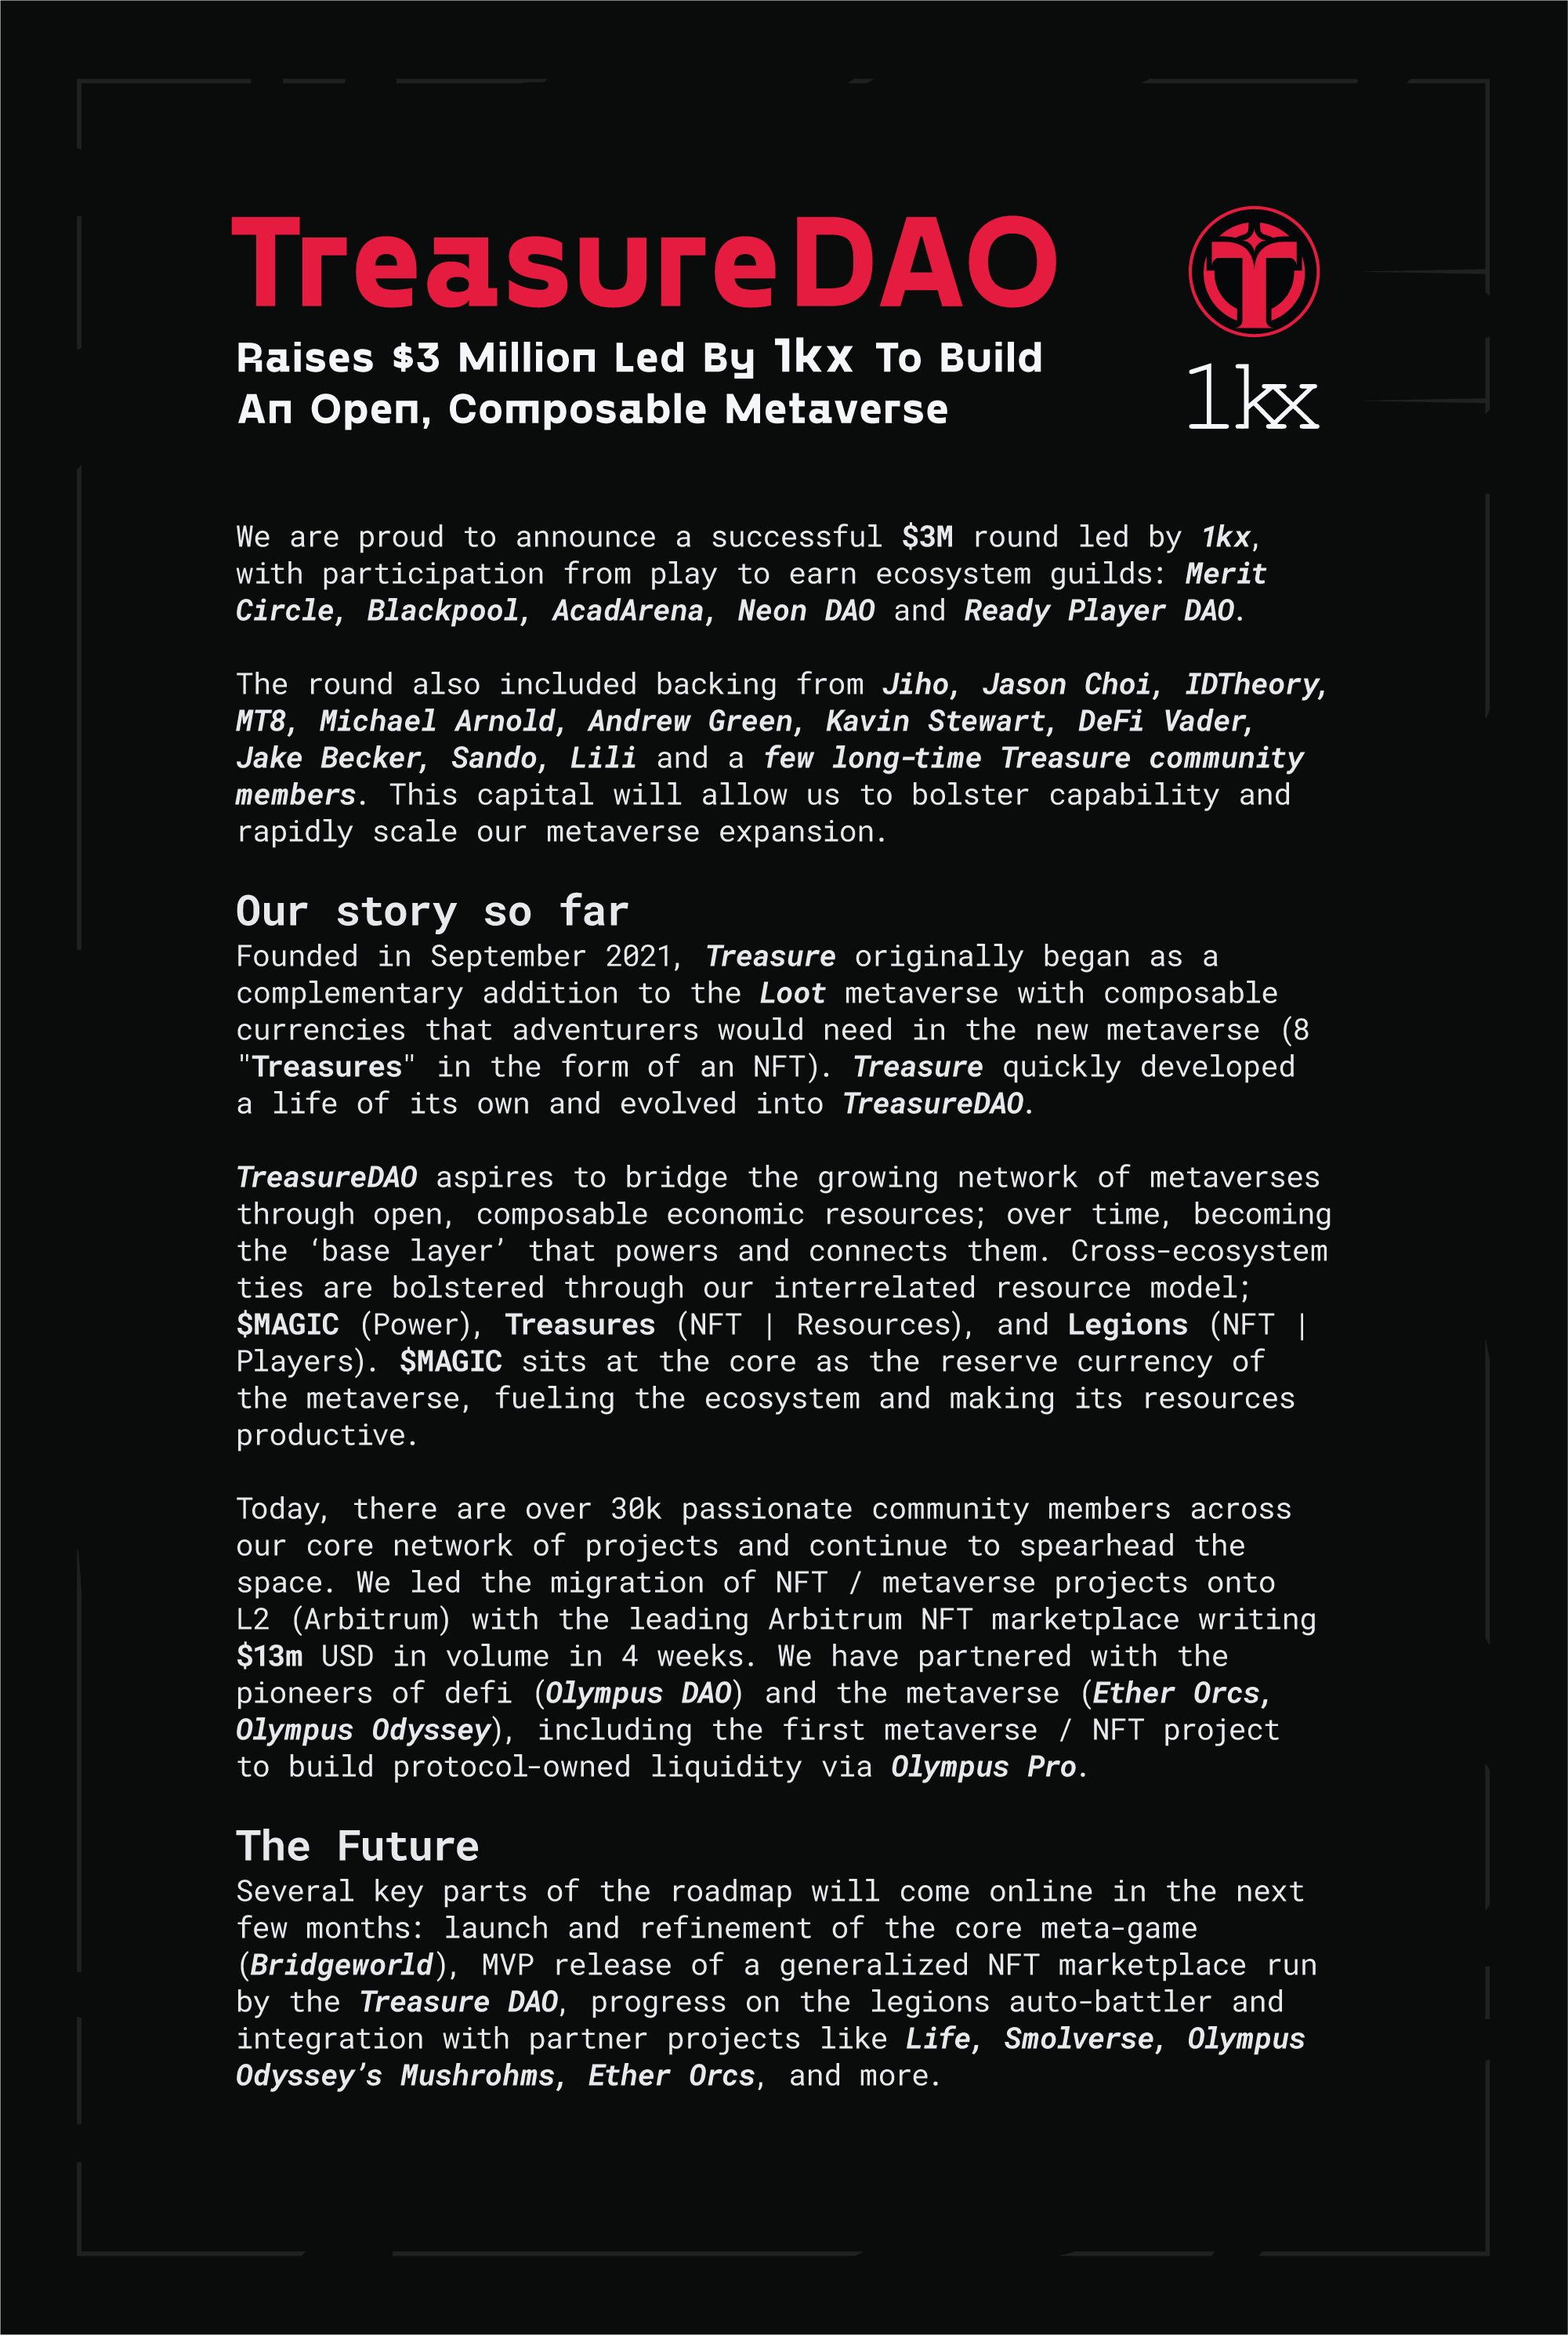 TreasureDAO
Raises $3 Million Led By 1kx To Build
An Open, Composable Metaverse
1kx
We are proud to announce a successful $3M round led by 1kx,
with participation from play to earn ecosystem guilds: Merit
Circle, Blackpool, AcadArena, Neon DAO and Ready Player DAO.
The round also included backing from Jiho, Jason Choi, IDTheory,
MT8, Michael Arnold, Andrew Green, Kavin Stewart, DeFi Vader,
Jake Becker, Sando, Lili and a few long-time Treasure community
members. This capital will allow us to bolster capability and
rapidly scale our metaverse expansion.
Our story so far
Founded in September 2021, Treasure originally began as a
complementary addition to the Loot metaverse with composable
currencies that adventurers would need in the new metaverse (8
"Treasures" in the form of an NFT). Treasure quickly developed
a life of its own and evolved into TreasureDAO.
TreasureDAO aspires to bridge the growing network of metaverses
through open, composable economic resources; over time, becoming
the ‘base layer’ that powers and connects them. Cross-ecosystem
ties are bolstered through our interrelated resource model;
$MAGIC (Power), Treasures (NFT | Resources), and Legions (NFT |
Players). $MAGIC sits at the core as the reserve currency of
the metaverse, fueling the ecosystem and making its resources
productive.
Today, there are over 30k passionate community members across
our core network of projects and continue to spearhead the
space. We led the migration of NFT / metaverse projects onto
L2 (Arbitrum) with the leading Arbitrum NFT marketplace writing
$13m USD in volume in 4 weeks. We have partnered with the
pioneers of defi (Olympus DAO) and the metaverse (Ether Orcs,
Olympus Odyssey), including the first metaverse / NFT project
to build protocol-owned liquidity via Olympus Pro.
The Future
Several key parts of the roadmap will come online in the next
few months: launch and refinement of the core meta-game
(Bridgeworld), MVP release of a generalized NFT marketplace run
by the Treasure DAO, progress on the legions auto-battler and
integration with partner projects like Life, Smolverse, Olympus
Odyssey’s Mushrohms, Ether Orcs, and more.